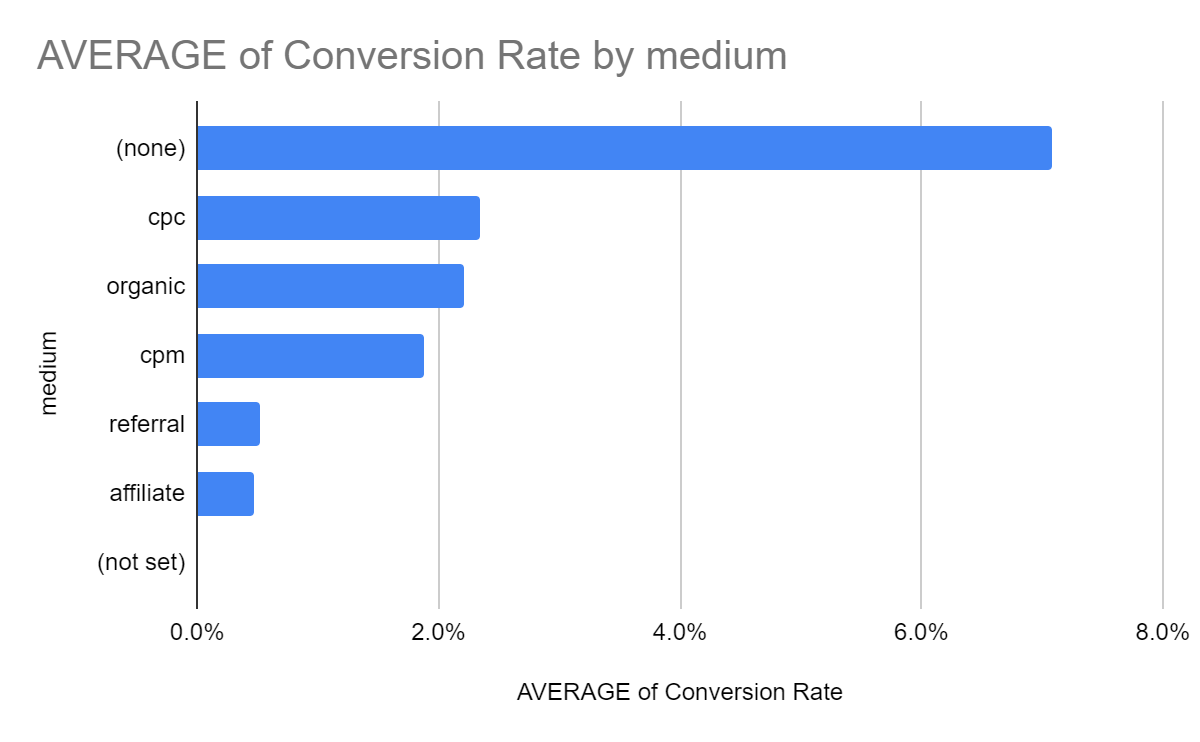 AVERAGE of Conversion Rate by medium
medium
(none)
cpc
organic
cpm
referral
affiliate
(not set)
0.0%
2.0%
4.0%
6.0%
8.0%
AVERAGE of Conversion Rate